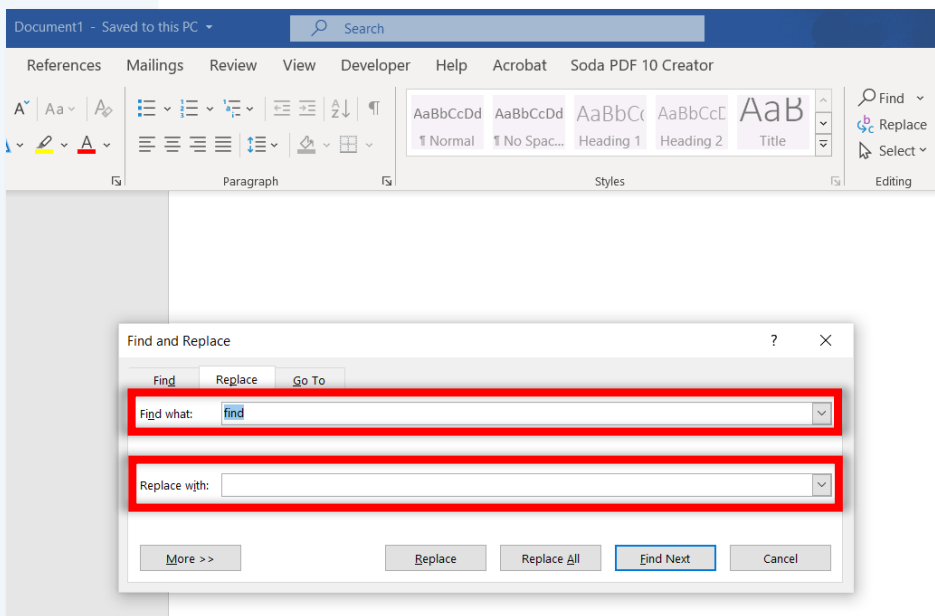 Document1 - Saved to this PC
Search
References Mailings Review View Developer Help Acrobat Soda PDF 10 Creator
Aa
AaBbCcDd AaBbCcDd AaBbC AaBbCcD AaB
¶ Normal ¶ No Spac... Heading 1 Heading 2 Title
Find
Replace
Select
Paragraph Styles Editing
Find and Replace
Find Replace Go To
Find what: find
Replace with:
More >> Replace Replace All Find Next Cancel